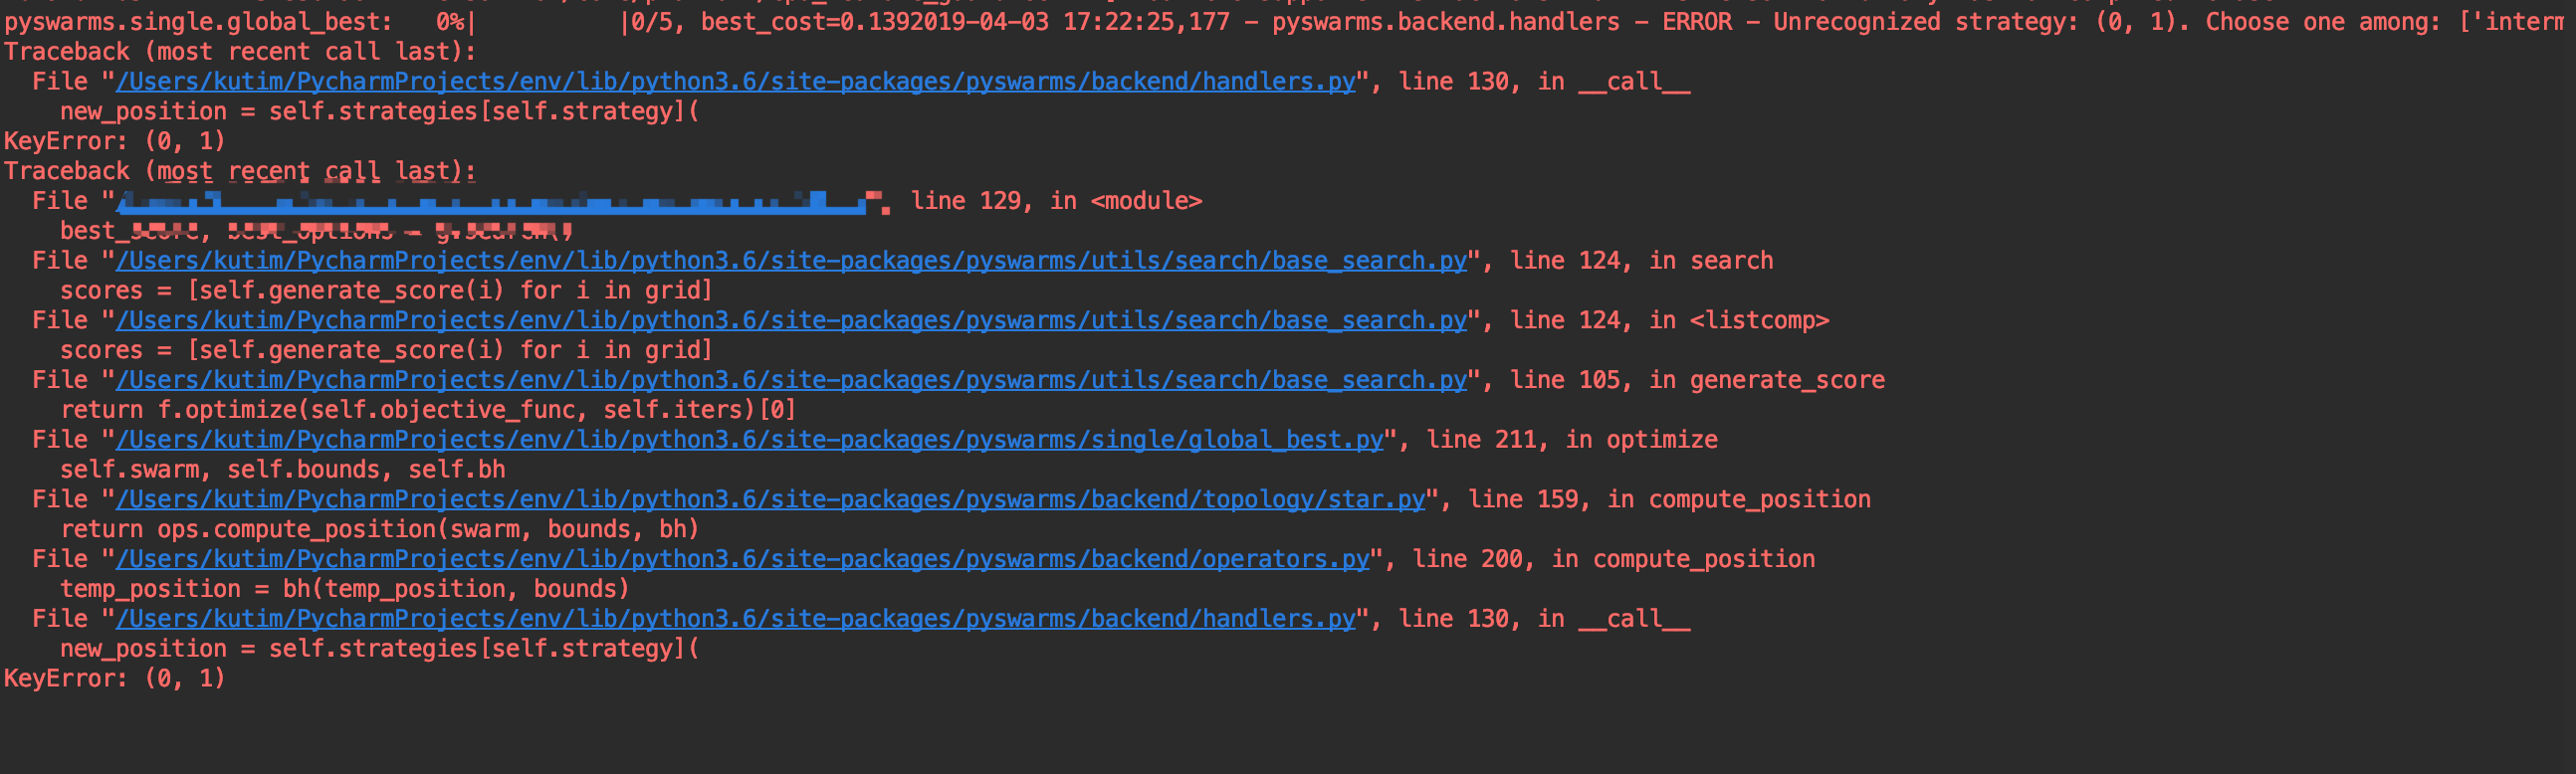 pyswarms.single.global_best:   0%|          |0/5, best_cost=0.1392019-04-03 17:22:25,177 - pyswarms.backend.handlers - ERROR - Unrecognized strategy: (0, 1). Choose one among: ['interm
Traceback (most recent call last):
  File "/Users/kutim/PycharmProjects/env/lib/python3.6/site-packages/pyswarms/backend/handlers.py", line 130, in __call__
    new_position = self.strategies[self.strategy](
KeyError: (0, 1)
Traceback (most recent call last):
  File " line 129, in <module>
    best_
  File "/Users/kutim/PycharmProjects/env/lib/python3.6/site-packages/pyswarms/utils/search/base_search.py", line 124, in search
    scores = [self.generate_score(i) for i in grid]
  File "/Users/kutim/PycharmProjects/env/lib/python3.6/site-packages/pyswarms/utils/search/base_search.py", line 124, in <listcomp>
    scores = [self.generate_score(i) for i in grid]
  File "/Users/kutim/PycharmProjects/env/lib/python3.6/site-packages/pyswarms/utils/search/base_search.py", line 105, in generate_score
    return f.optimize(self.objective_func, self.iters)[0]
  File "/Users/kutim/PycharmProjects/env/lib/python3.6/site-packages/pyswarms/single/global_best.py", line 211, in optimize
    self.swarm, self.bounds, self.bh
  File "/Users/kutim/PycharmProjects/env/lib/python3.6/site-packages/pyswarms/backend/topology/star.py", line 159, in compute_position
    return ops.compute_position(swarm, bounds, bh)
  File "/Users/kutim/PycharmProjects/env/lib/python3.6/site-packages/pyswarms/backend/operators.py", line 200, in compute_position
    temp_position = bh(temp_position, bounds)
  File "/Users/kutim/PycharmProjects/env/lib/python3.6/site-packages/pyswarms/backend/handlers.py", line 130, in __call__
    new_position = self.strategies[self.strategy](
KeyError: (0, 1)